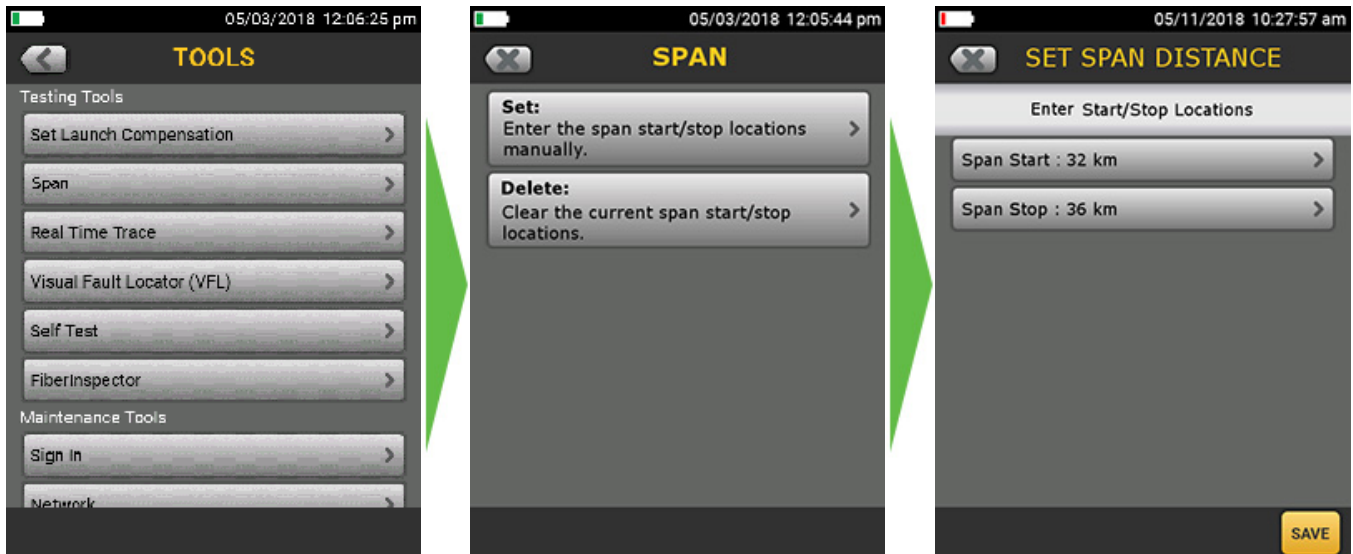 05/03/2018 12:06:25 pm
TOOLS
Testing Tools
Set Launch Compensation
Span
Real Time Trace
Visual Fault Locator (VFL)
Self Test
FiberInspector
Maintenance Tools
Sign In
Network
05/03/2018 12:05:44 pm
SPAN
Set:
Enter the span start/stop locations
manually.
Delete:
Clear the current span start/stop
locations.
05/11/2018 10:27:57 am
SET SPAN DISTANCE
Enter Start/Stop Locations
Span Start : 32 km
Span Stop : 36 km
SAVE